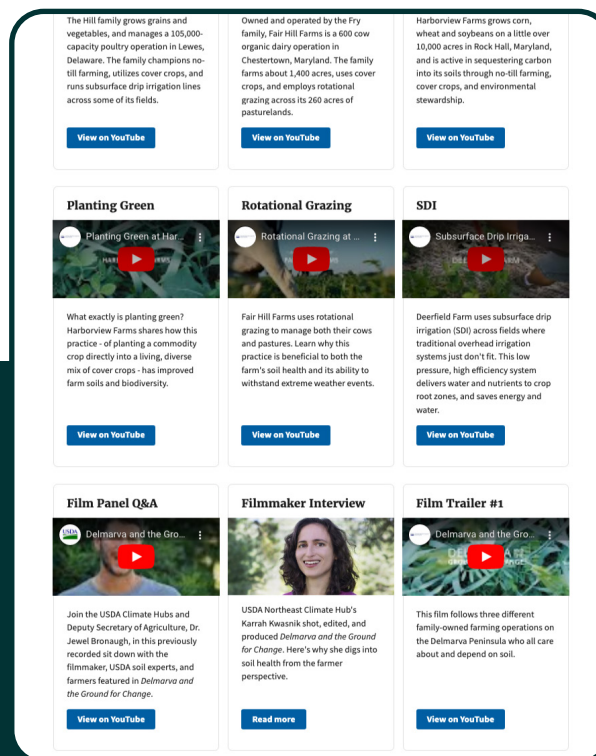 The Hill family grows grains and
vegetables, and manages a 105,000-
capacity poultry operation in Lewes,
Delaware. The family champions no-
till farming, utilizes cover crops, and
runs subsurface drip irrigation lines
across some of its fields.
View on YouTube
Owned and operated by the Fry
family, Fair Hill Farms is a 600 cow
organic dairy operation in
Chestertown, Maryland. The family
farms about 1,400 acres, uses cover
crops, and employs rotational
grazing across its 260 acres of
pasturelands.
View on YouTube
Harborview Farms grows corn,
wheat and soybeans on a little over
10,000 acres in Rock Hall, Maryland,
and is active in sequestering carbon
into its soils through no-till farming,
cover crops, and environmental
stewardship.
View on YouTube
Planting Green
Planting Green at Har...
What exactly is planting green?
Harborview Farms shares how this
practice - of planting a commodity
crop directly into a living, diverse
mix of cover crops - has improved
farm soils and biodiversity.
View on YouTube
Rotational Grazing
Rotational Grazing at ...
Fair Hill Farms uses rotational
grazing to manage both their cows
and pastures. Learn why this
practice is beneficial to both the
farm's soil health and its ability to
withstand extreme weather events.
View on YouTube
SDI
Subsurface Drip Irriga...
Deerfield Farm uses subsurface drip
irrigation (SDI) across fields where
traditional overhead irrigation
systems just don't fit. This low
pressure, high efficiency system
delivers water and nutrients to crop
root zones, and saves energy and
water.
View on YouTube
Film Panel Q&A
USDA
Delmarva and the Gro...
Join the USDA Climate Hubs and
Deputy Secretary of Agriculture, Dr.
Jewel Bronaugh, in this previously
recorded sit down with the
filmmaker, USDA soil experts, and
farmers featured in Delmarva and
the Ground for Change.
View on YouTube
Filmmaker Interview
USDA Northeast Climate Hub's
Karrah Kwasnik shot, edited, and
produced Delmarva and the Ground
for Change. Here's why she digs into
soil health from the farmer
perspective.
Read more
Film Trailer #1
Delmarva and the Gro...
This film follows three different
family-owned farming operations on
the Delmarva Peninsula who all care
about and depend on soil.
View on YouTube